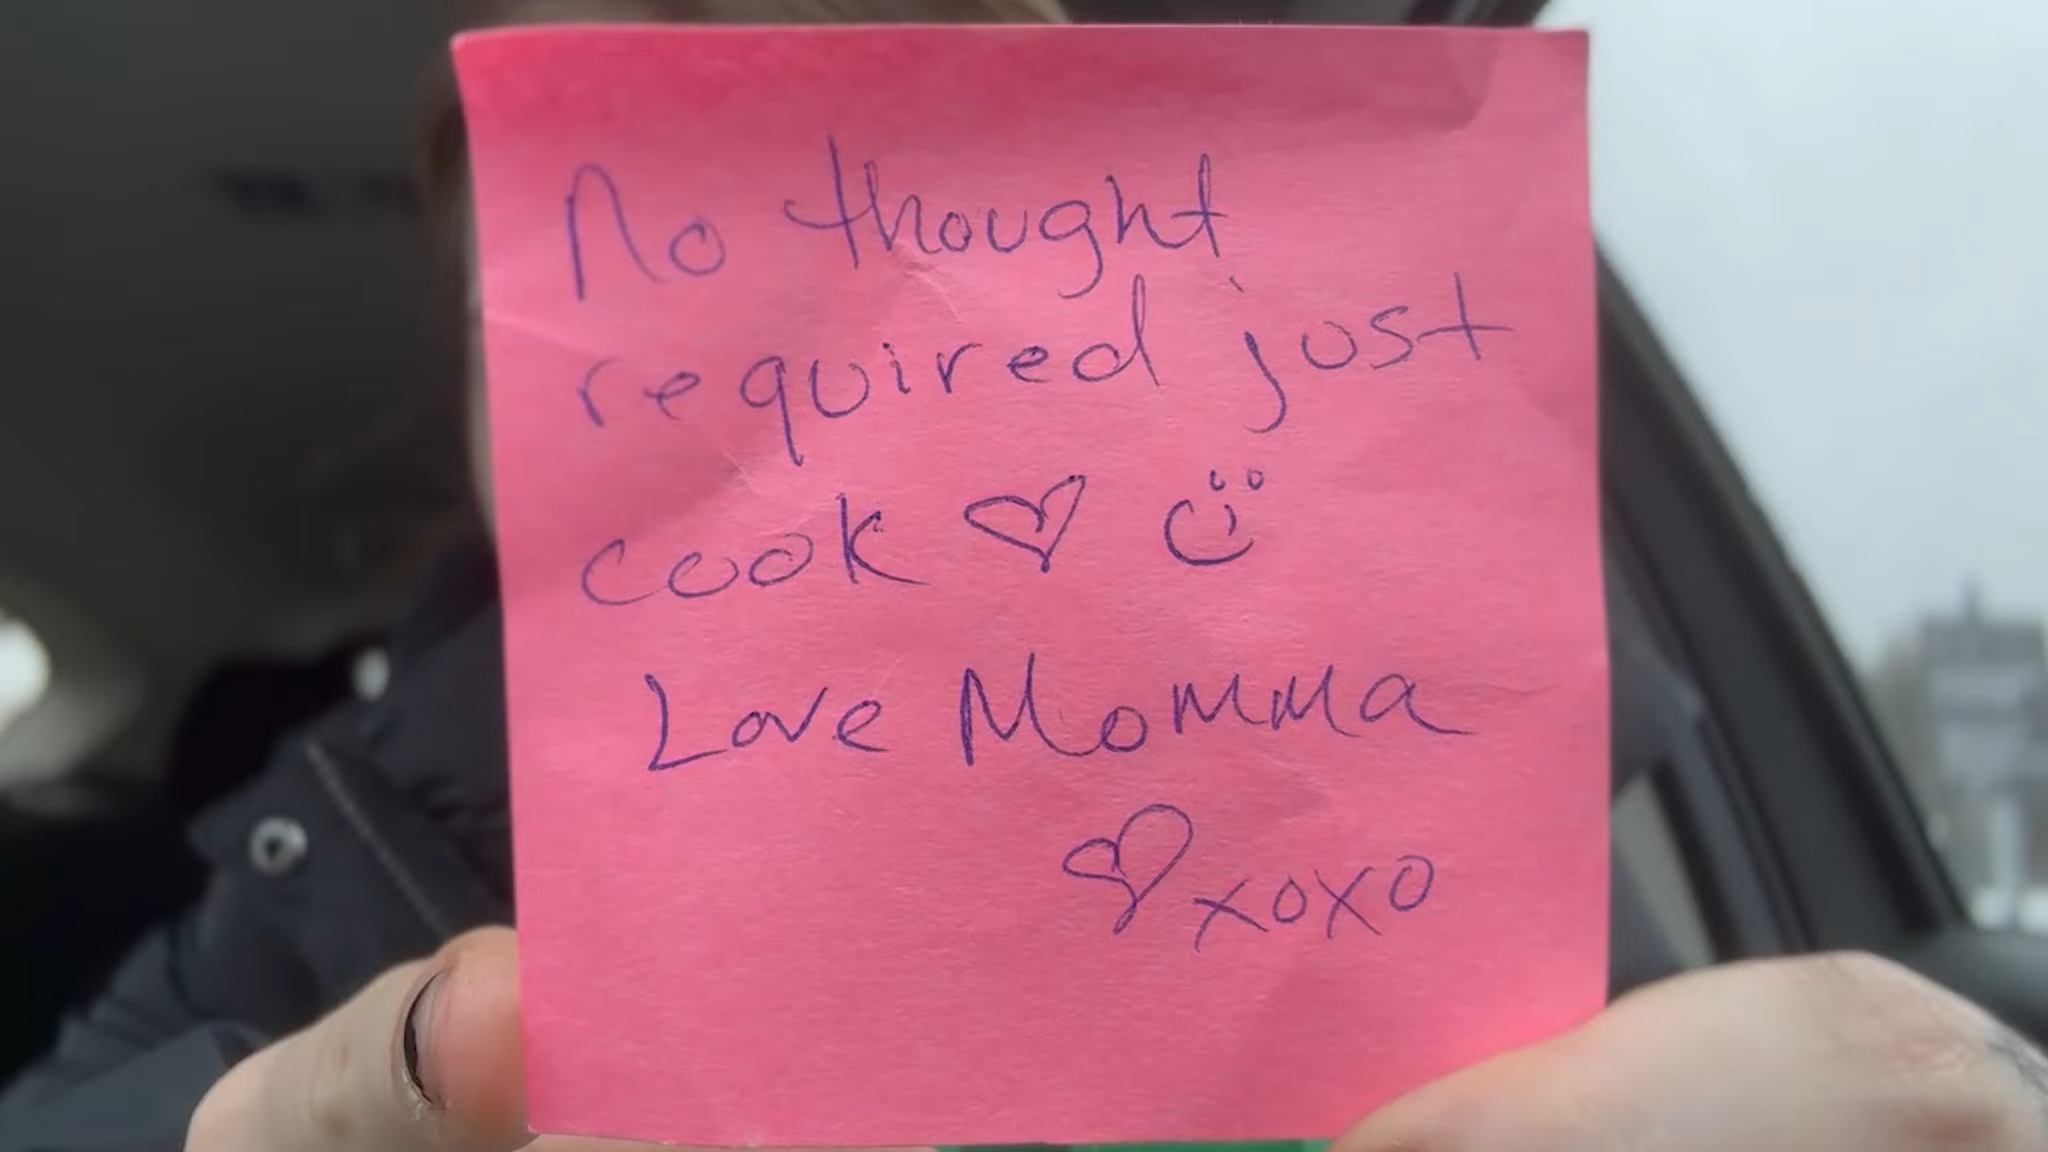 No thought
required just
cook ♡ ☺
Love Momma
♡ xoxo